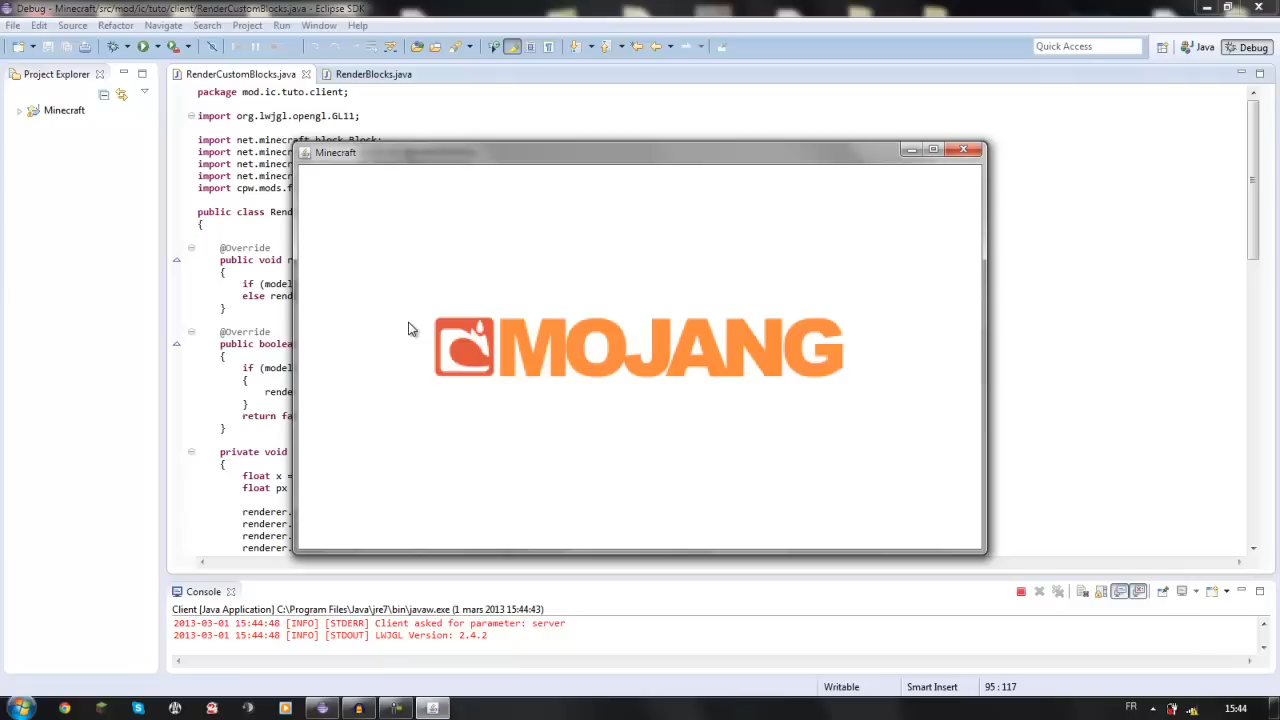 Debug - Minecraft/src/mod/ic/tuto/client/RenderCustomBlocks.java - Eclipse SDK
File Edit Source Refactor Navigate Search Project Run Window Help
Quick Access
Java
Debug
Project Explorer
RenderCustomBlocks.java
RenderBlocks.java
Minecraft
package mod.ic.tuto.client;
import org.lwjgl.opengl.GL11;
import net.minecraft.block.Block;
import net.minecr
import net.minecr
import net.minecr
import cpw.mods.f
public class Rend
{
@Override
public void r
{
if (model
else rend
}
@Override
public boolea
{
if (model
{
rende
}
return fa
}
private void
{
float x =
float px
renderer.
renderer.
renderer.
renderer.
Minecraft
MOJANG
Console
Client [Java Application] C:\Program Files\Java\jre7\bin\javaw.exe (1 mars 2013 15:44:43)
2013-03-01 15:44:48 [INFO] [STDERR] Client asked for parameter: server
2013-03-01 15:44:48 [INFO] [STDOUT] LWJGL Version: 2.4.2
Writable
Smart Insert
95 : 117
FR
15:44